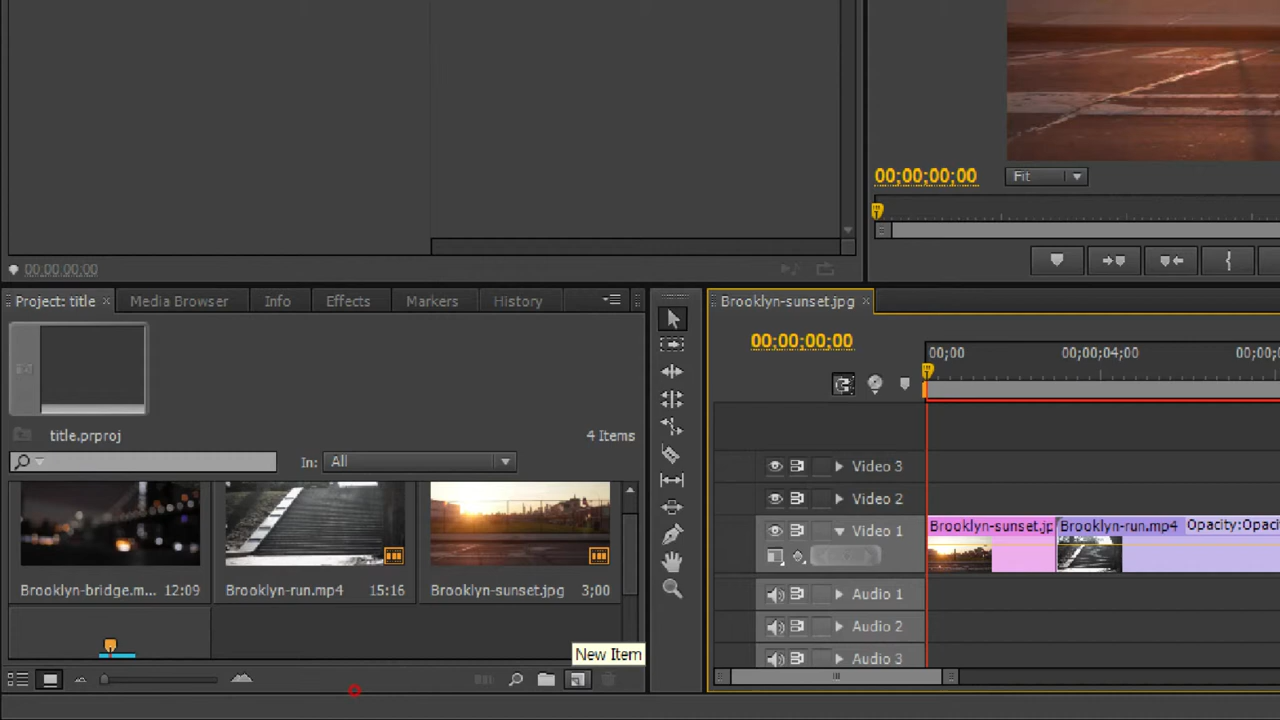 00;00;00;00
Fit
00;00;00;00
Project: title
Media Browser
Info
Effects
Markers
History
Brooklyn-sunset.jpg
00;00;00;00
00;00
00;00;04;00
title.prproj
4 Items
In:
All
Video 3
Video 2
Video 1
Brooklyn-sunset.jp
Brooklyn-run.mp4
Opacity:Opaci
Brooklyn-bridge.m...
12:09
Brooklyn-run.mp4
15:16
Brooklyn-sunset.jpg
3;00
Audio 1
Audio 2
Audio 3
New Item